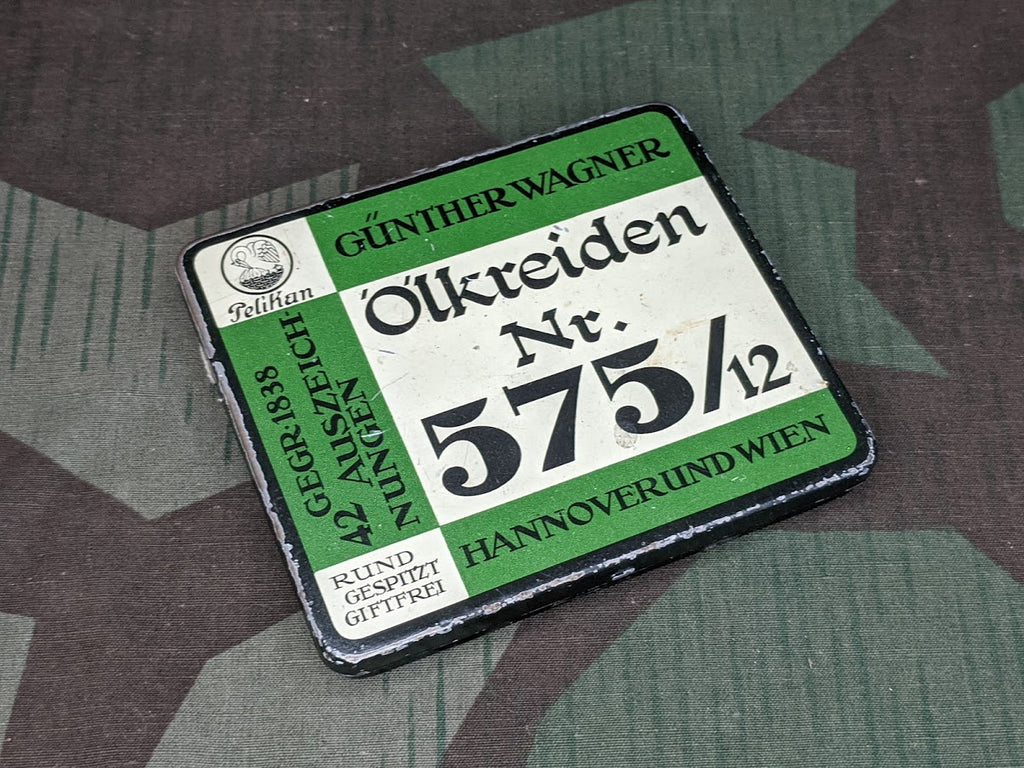 Pelikan
GÜNTHER WAGNER
Ölkreiden
Nr.
575/12
GEGR·1838
42 AUSZEICH-
NUNGEN
RUND
GESPITZT
GIFTFREI
HANNOVER UND WIEN